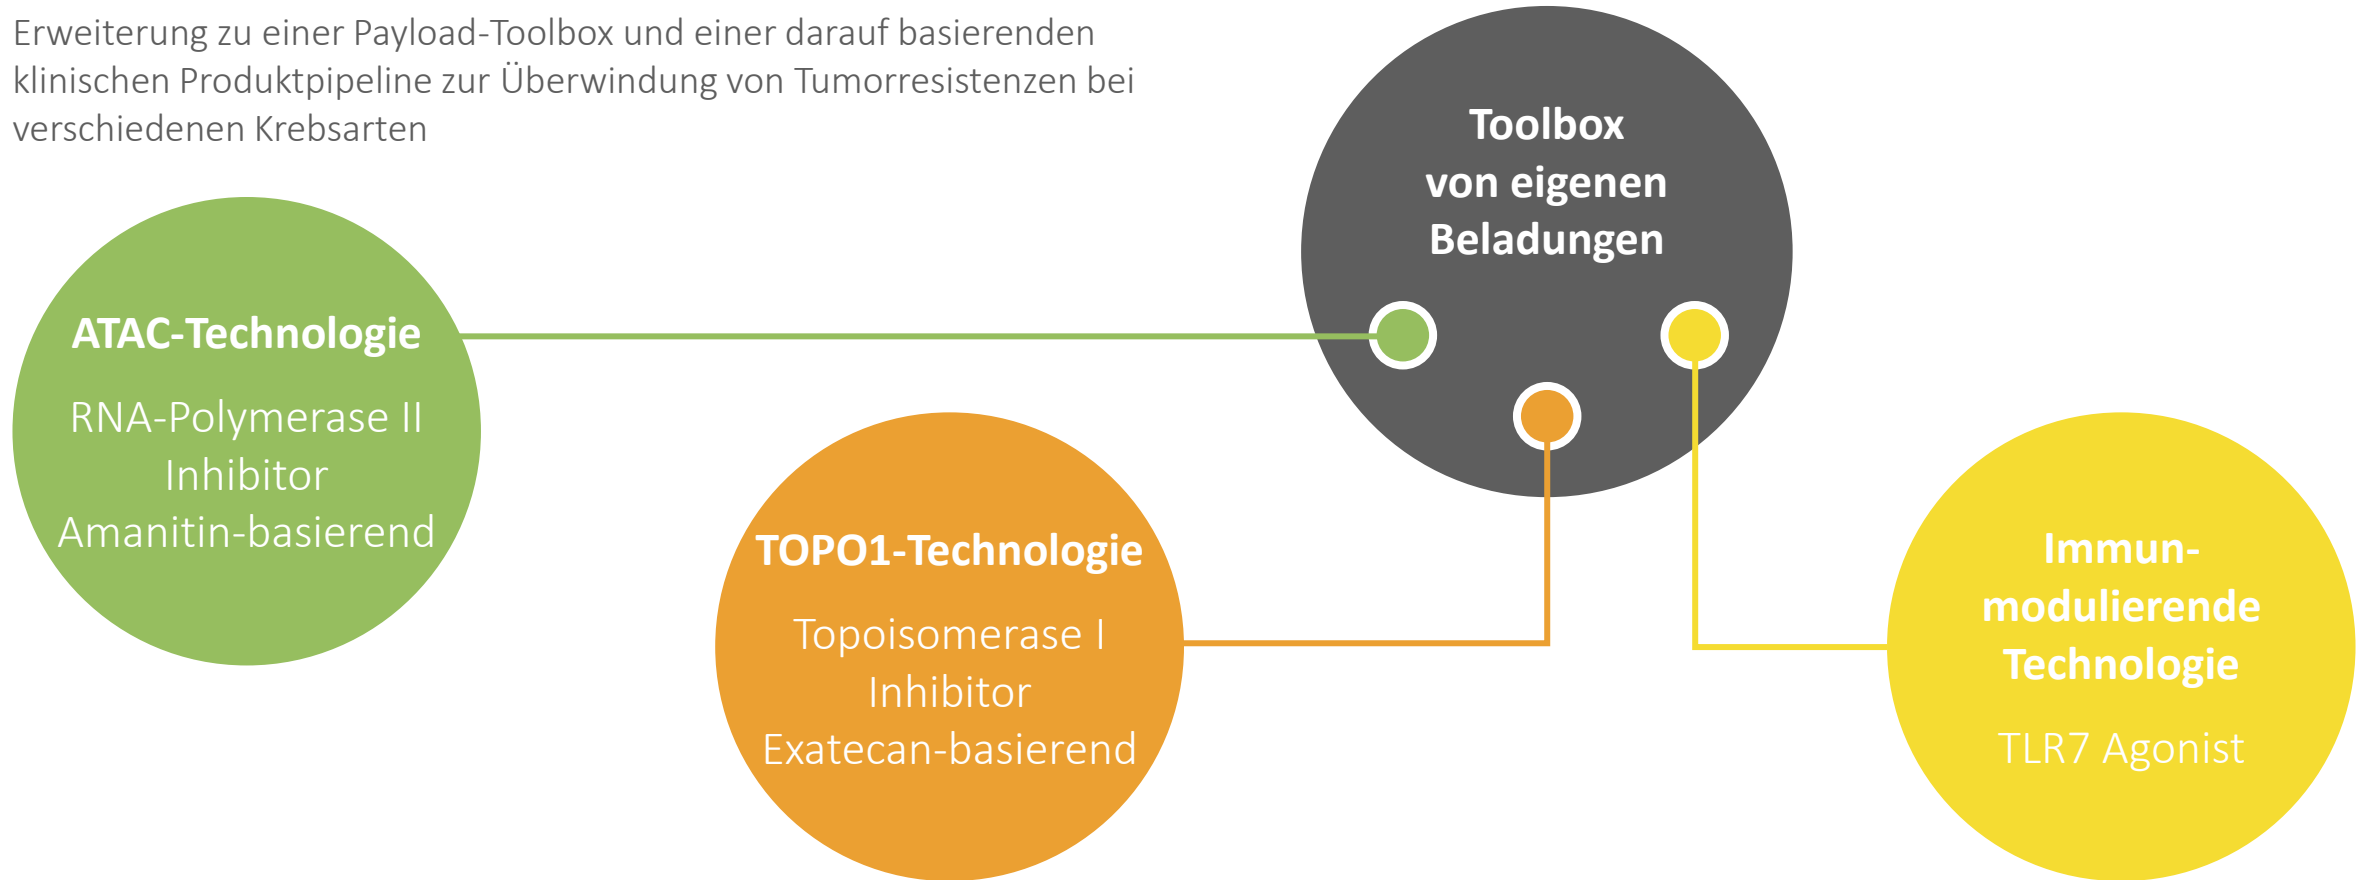 Erweiterung zu einer Payload-Toolbox und einer darauf basierenden
klinischen Produktpipeline zur Überwindung von Tumorresistenzen bei
verschiedenen Krebsarten
Toolbox
von eigenen
Beladungen
ATAC-Technologie
RNA-Polymerase II
Inhibitor
Amanitin-basierend
TOPO1-Technologie
Topoisomerase I
Inhibitor
Exatecan-basierend
Immun-
modulierende
Technologie
TLR7 Agonist